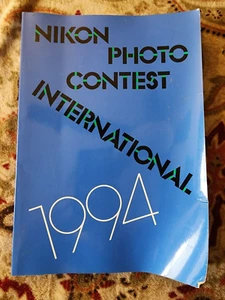 NIKON
PHOTO
CONTEST
INTERNATIONAL
1994